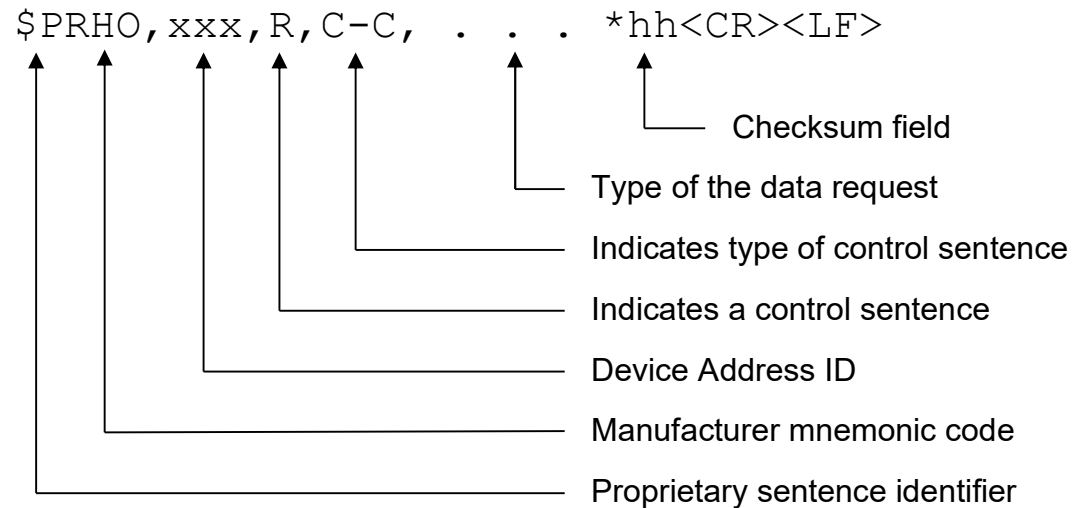 $PRHO,xxx,R,C-C, . . . *hh<CR><LF>
Checksum field
Type of the data request
Indicates type of control sentence
Indicates a control sentence
Device Address ID
Manufacturer mnemonic code
Proprietary sentence identifier